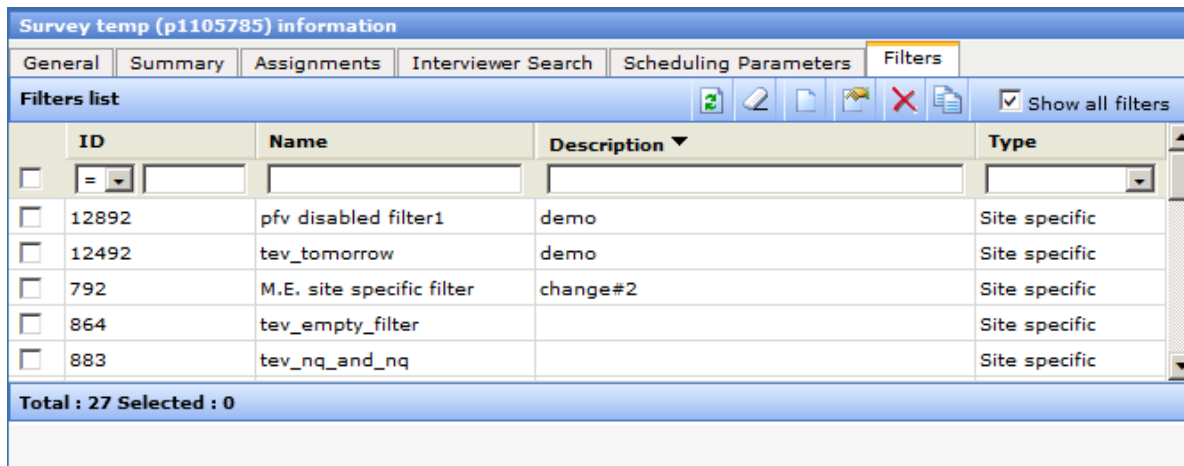 Survey temp (p1105785) information
General Summary Assignments Interviewer Search Scheduling Parameters Filters
Filters list Show all filters
ID Name Description Type
=
12892 pfv disabled filter1 demo Site specific
12492 tev_tomorrow demo Site specific
792 M.E. site specific filter change#2 Site specific
864 tev_empty_filter Site specific
883 tev_nq_and_nq Site specific
Total : 27 Selected : 0